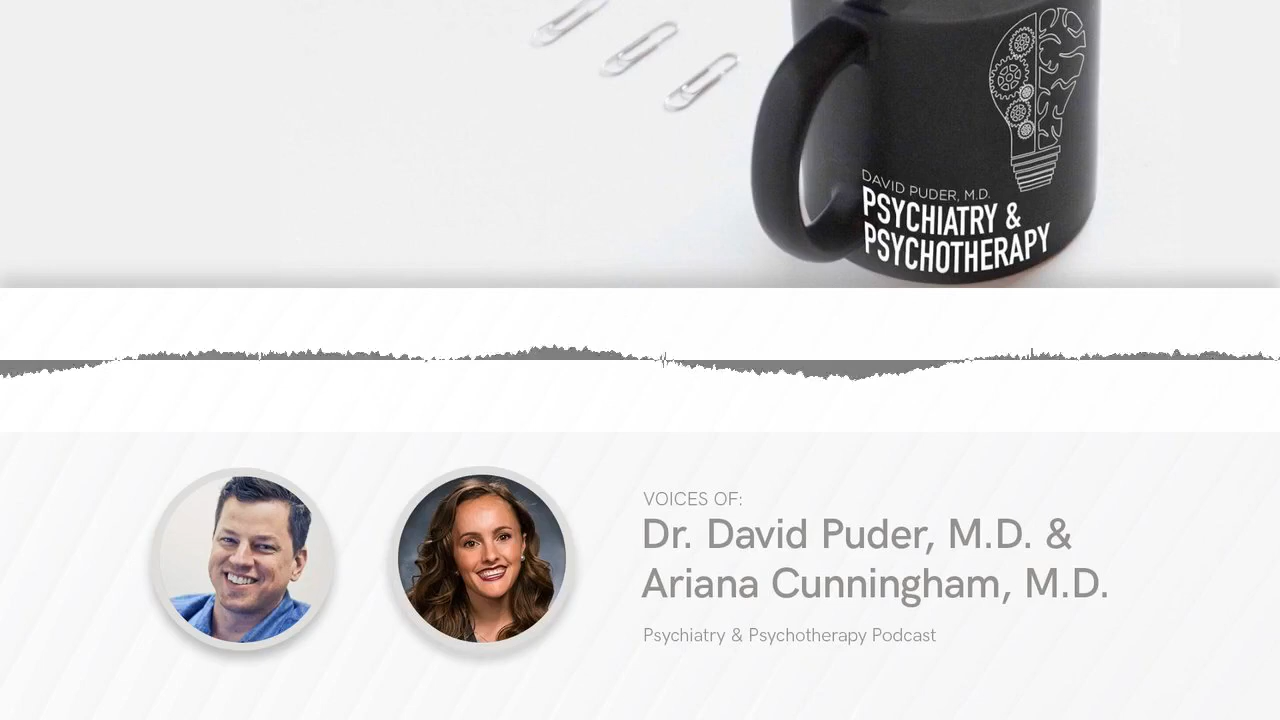 DAVID PUDER, M.D.
PSYCHIATRY &
PSYCHOTHERAPY
VOICES OF:
Dr. David Puder, M.D. &
Ariana Cunningham, M.D.
Psychiatry & Psychotherapy Podcast